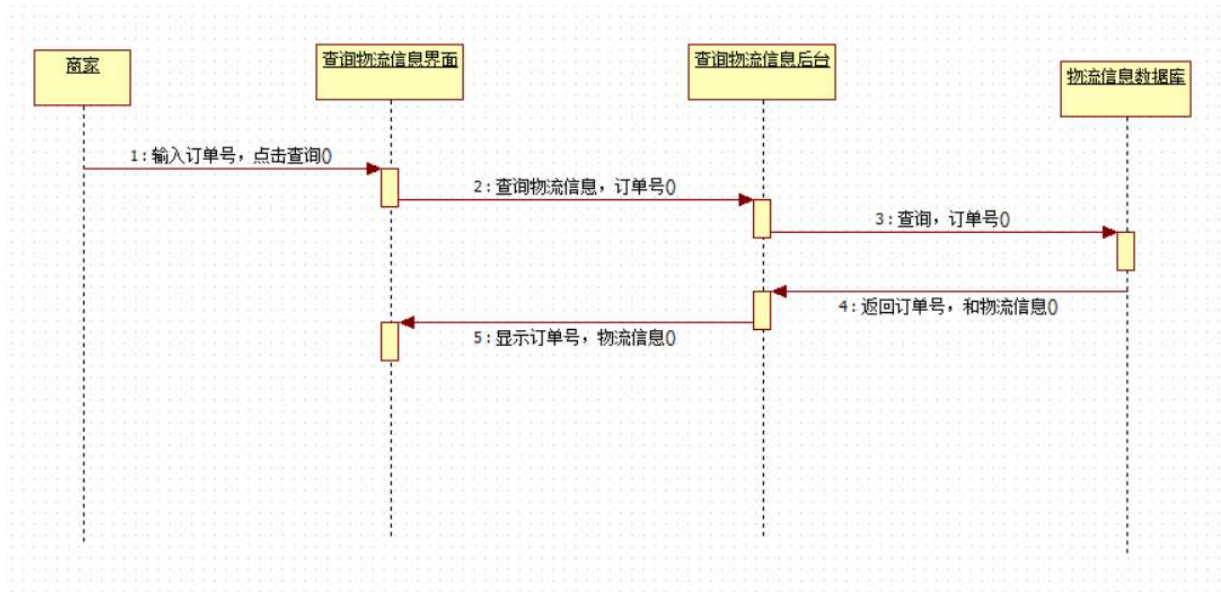 商家
查询物流信息界面
查询物流信息后台
物流信息数据库
1:输入订单号，点击查询()
2:查询物流信息，订单号()
3:查询，订单号()
4:返回订单号，和物流信息()
5:显示订单号，物流信息()